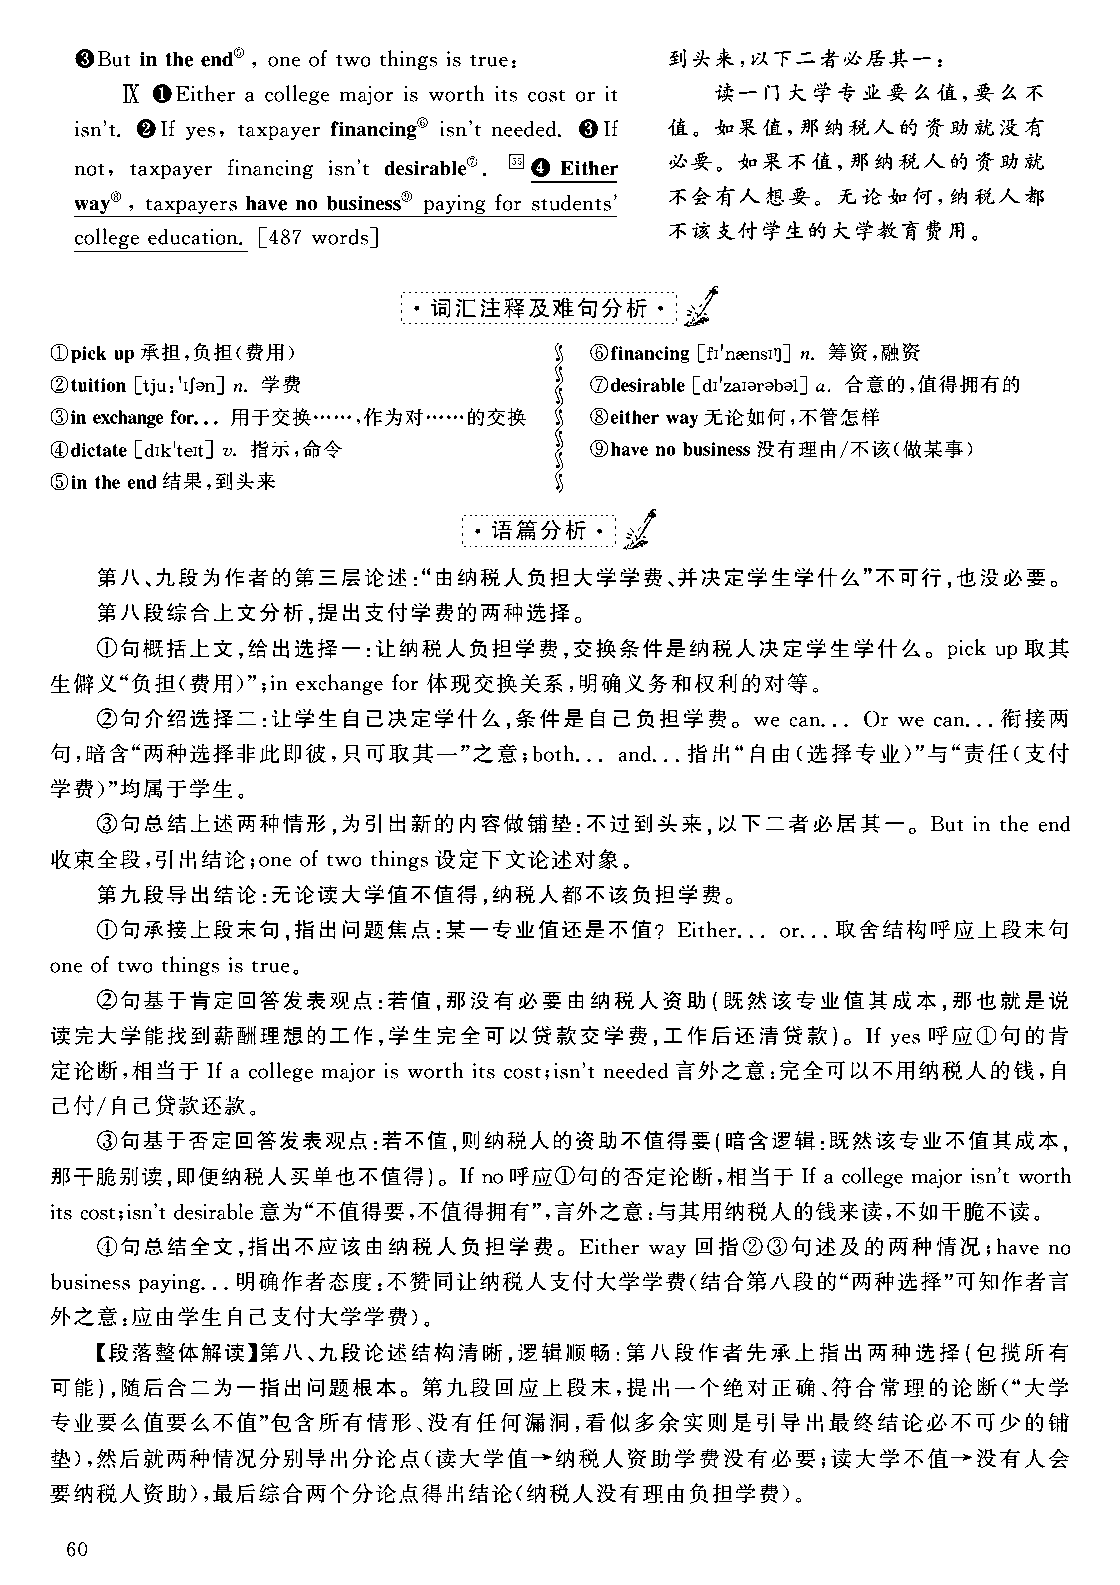 ❸But in the end⑤, one of two things is true:
Ⅸ ❶Either a college major is worth its cost or it
isn't. ❷If yes, taxpayer financing⑥ isn't needed. ❸If
not, taxpayer financing isn't desirable⑦. 35 ❹ Either
way⑧, taxpayers have no business⑨ paying for students'
college education. [487 words]
到头来,以下二者必居其一:
读一门大学专业要么值,要么不
值。如果值,那纳税人的资助就没有
必要。如果不值,那纳税人的资助就
不会有人想要。无论如何,纳税人都
不该支付学生的大学教育费用。
·词汇注释及难句分析·
①pick up 承担,负担(费用)
②tuition [tjuː'ɪʃən] n. 学费
③in exchange for... 用于交换……,作为对……的交换
④dictate [dɪk'teɪt] v. 指示,命令
⑤in the end 结果,到头来
⑥financing [fɪ'nænsɪŋ] n. 筹资,融资
⑦desirable [dɪ'zaɪərəbəl] a. 合意的,值得拥有的
⑧either way 无论如何,不管怎样
⑨have no business 没有理由/不该(做某事)
·语篇分析·
第八、九段为作者的第三层论述:“由纳税人负担大学学费、并决定学生学什么”不可行,也没必要。
第八段综合上文分析,提出支付学费的两种选择。
①句概括上文,给出选择一:让纳税人负担学费,交换条件是纳税人决定学生学什么。pick up 取其
生僻义“负担(费用)”;in exchange for 体现交换关系,明确义务和权利的对等。
②句介绍选择二:让学生自己决定学什么,条件是自己负担学费。we can... Or we can... 衔接两
句,暗含“两种选择非此即彼,只可取其一”之意;both... and... 指出“自由(选择专业)”与“责任(支付
学费)”均属于学生。
③句总结上述两种情形,为引出新的内容做铺垫:不过到头来,以下二者必居其一。But in the end
收束全段,引出结论;one of two things 设定下文论述对象。
第九段导出结论:无论读大学值不值得,纳税人都不该负担学费。
①句承接上段末句,指出问题焦点:某一专业值还是不值? Either... or... 取舍结构呼应上段末句
one of two things is true。
②句基于肯定回答发表观点:若值,那没有必要由纳税人资助(既然该专业值其成本,那也就是说
读完大学能找到薪酬理想的工作,学生完全可以贷款交学费,工作后还清贷款)。If yes 呼应①句的肯
定论断,相当于 If a college major is worth its cost;isn't needed 言外之意:完全可以不用纳税人的钱,自
己付/自己贷款还款。
③句基于否定回答发表观点:若不值,则纳税人的资助不值得要(暗含逻辑:既然该专业不值其成本,
那干脆别读,即便纳税人买单也不值得)。If no 呼应①句的否定论断,相当于 If a college major isn't worth
its cost;isn't desirable 意为“不值得要,不值得拥有”,言外之意:与其用纳税人的钱来读,不如干脆不读。
④句总结全文,指出不应该由纳税人负担学费。Either way 回指②③句述及的两种情况;have no
business paying... 明确作者态度:不赞同让纳税人支付大学学费(结合第八段的“两种选择”可知作者言
外之意:应由学生自己支付大学学费)。
【段落整体解读】第八、九段论述结构清晰,逻辑顺畓:第八段作者先承上指出两种选择(包揽所有
可能),随后合二为一指出问题根本。第九段回应上段末,提出一个绝对正确、符合常理的论断(“大学
专业要么值要么不值”包含所有情形、没有任何漏洞,看似多余实则是引导出最终结论必不可少的铺
垫),然后就两种情况分别导出分论点(读大学值→纳税人资助学费没有必要;读大学不值→没有人会
要纳税人资助),最后综合两个分论点得出结论(纳税人没有理由负担学费)。
60